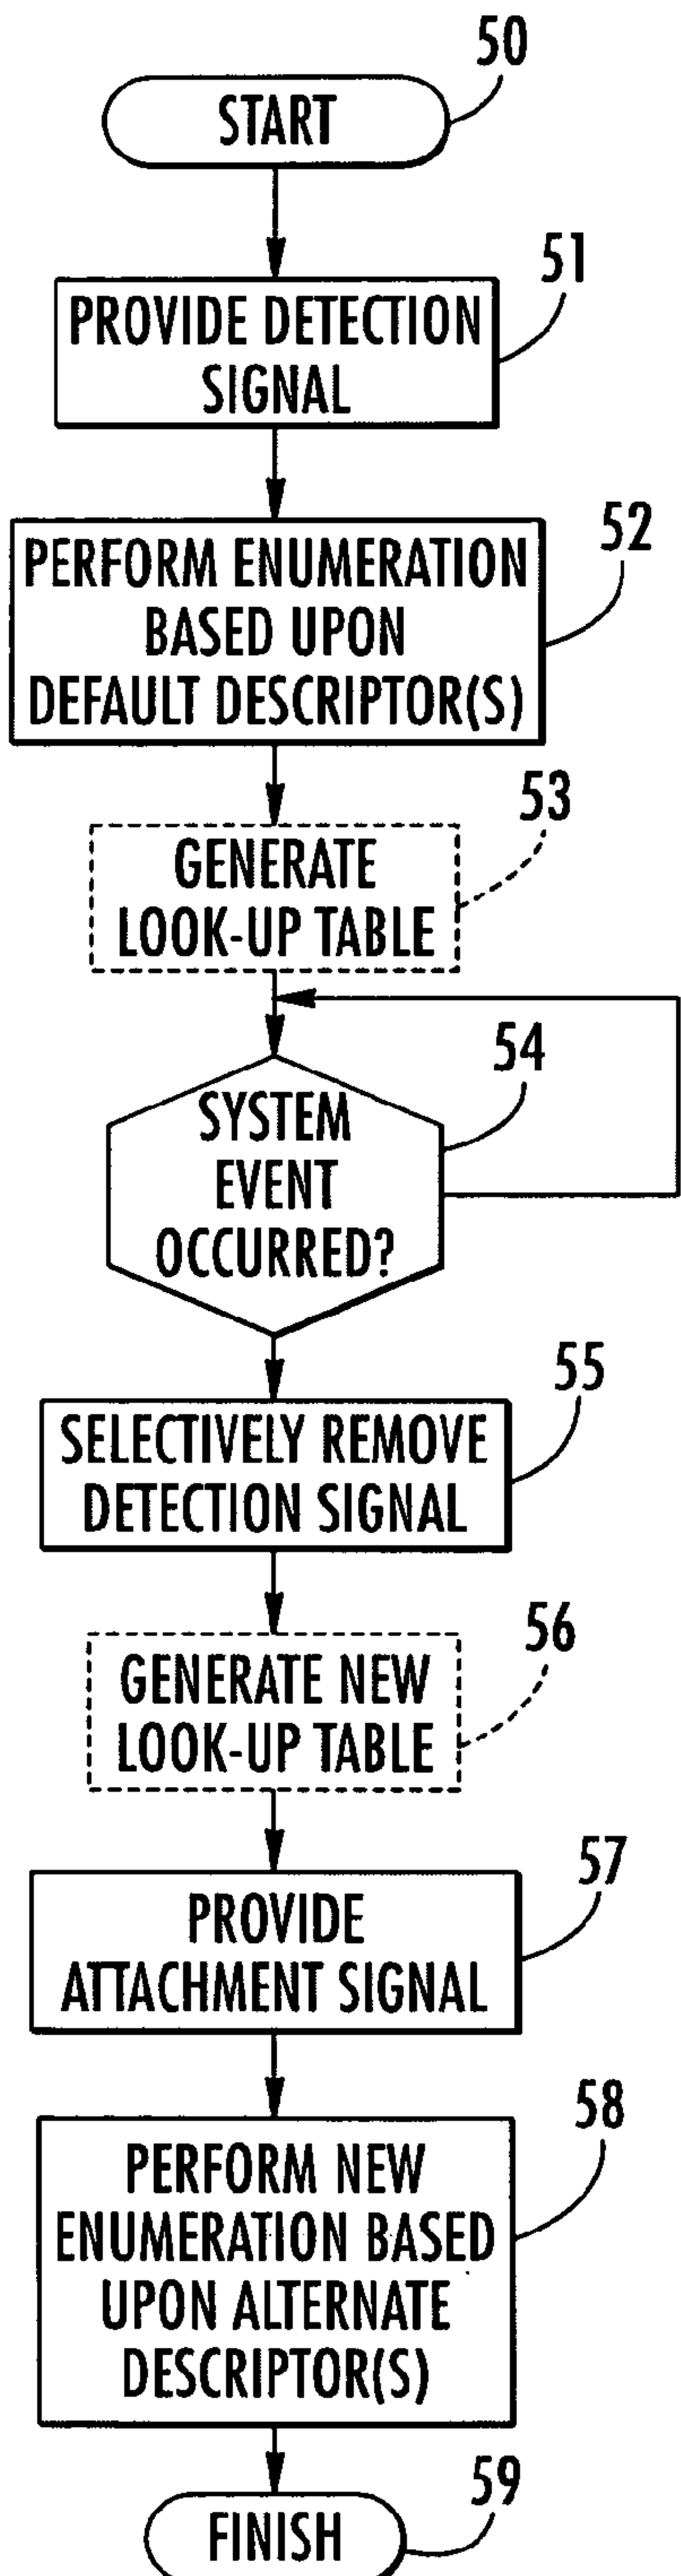 50
START
51
PROVIDE DETECTION
SIGNAL
52
PERFORM ENUMERATION
BASED UPON
DEFAULT DESCRIPTOR(S)
53
GENERATE
LOOK-UP TABLE
54
SYSTEM
EVENT
OCCURRED?
55
SELECTIVELY REMOVE
DETECTION SIGNAL
56
GENERATE NEW
LOOK-UP TABLE
57
PROVIDE
ATTACHMENT SIGNAL
58
PERFORM NEW
ENUMERATION BASED
UPON ALTERNATE
DESCRIPTOR(S)
59
FINISH